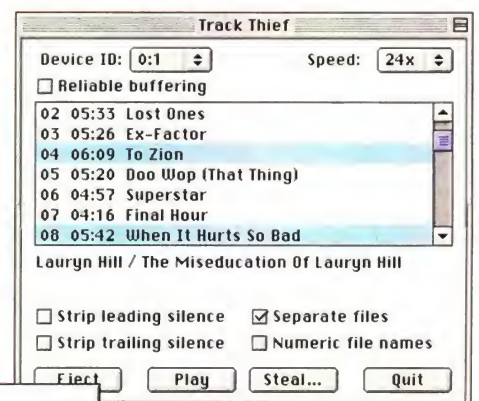 Track Thief
Device ID: 0:1 Speed: 24x
Reliable buffering
02 05:33 Lost Ones
03 05:26 Ex-Factor
04 06:09 To Zion
05 05:20 Doo Wop (That Thing)
06 04:57 Superstar
07 04:16 Final Hour
08 05:42 When It Hurts So Bad
Lauryn Hill / The Miseducation Of Lauryn Hill
Strip leading silence Separate files
Strip trailing silence Numeric file names
Eject Play Steal... Quit